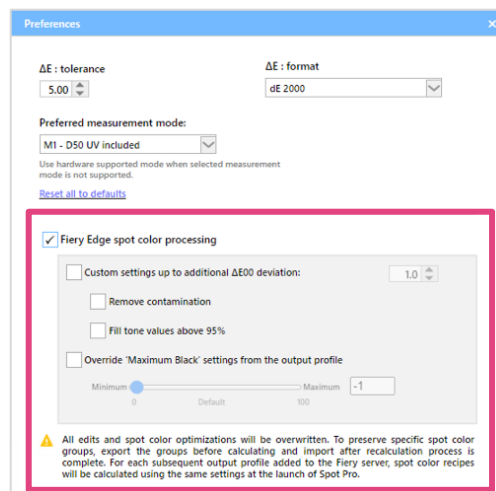 Preferences
ΔE : tolerance
ΔE : format
5.00
dE 2000
Preferred measurement mode:
M1 - D50 UV included
Use hardware supported mode when selected measurement
mode is not supported.
Reset all to defaults
Fiery Edge spot color processing
Custom settings up to additional ΔE00 deviation:
1.0
Remove contamination
Fill tone values above 95%
Override 'Maximum Black' settings from the output profile
Minimum
Maximum
-1
0
Default
100
All edits and spot color optimizations will be overwritten. To preserve specific spot color
groups, export the groups before calculating and import after recalculation process is
complete. For each subsequent output profile added to the Fiery server, spot color recipes
will be calculated using the same settings at the launch of Spot Pro.